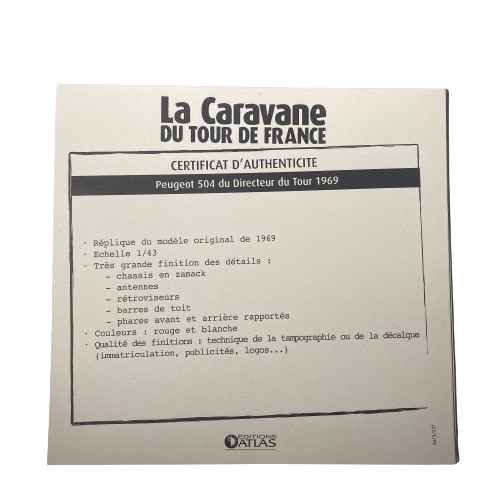 La Caravane
DU TOUR DE FRANCE
CERTIFICAT D'AUTHENTICITE
Peugeot 504 du Directeur du Tour 1969
· Réplique du modèle original de 1969
· Echelle 1/43
· Très grande finition des détails :
- chassis en zamack
- antennes
- rétroviseurs
- barres de toit
- phares avant et arrière rapportés
· Couleurs : rouge et blanche
· Qualité des finitions : technique de la tampographie ou de la décalque
(immatriculation, publicités, logos...)
EDITIONS
ATLAS